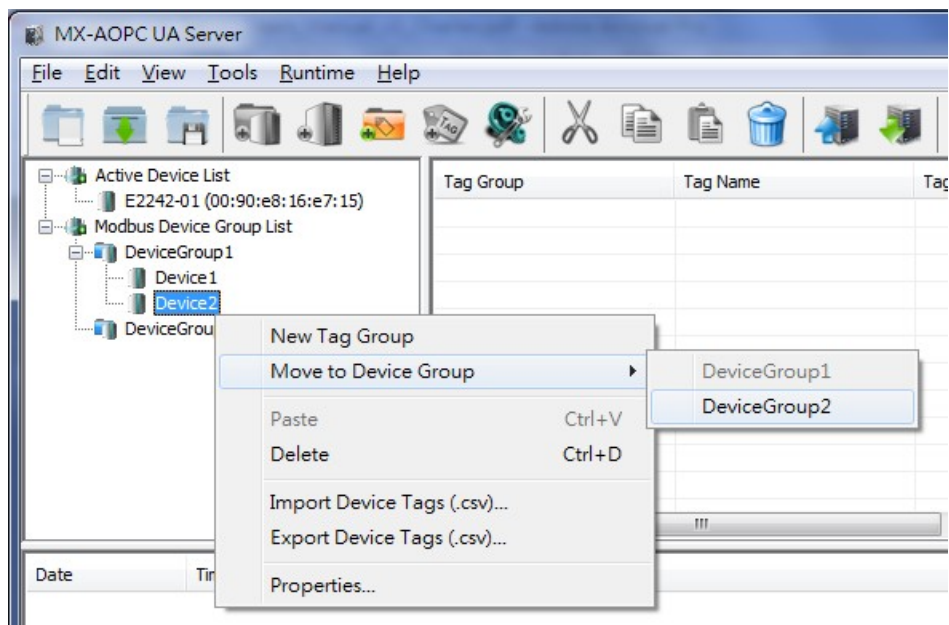 MX-AOPC UA Server
File Edit View Tools Runtime Help
TAG
Active Device List
E2242-01 (00:90:e8:16:e7:15)
Modbus Device Group List
DeviceGroup1
Device1
Device2
DeviceGrou
Tag Group Tag Name Tag
New Tag Group
Move to Device Group
DeviceGroup1
DeviceGroup2
Paste Ctrl+V
Delete Ctrl+D
Import Device Tags (.csv)...
Export Device Tags (.csv)...
Properties...
Date Tir